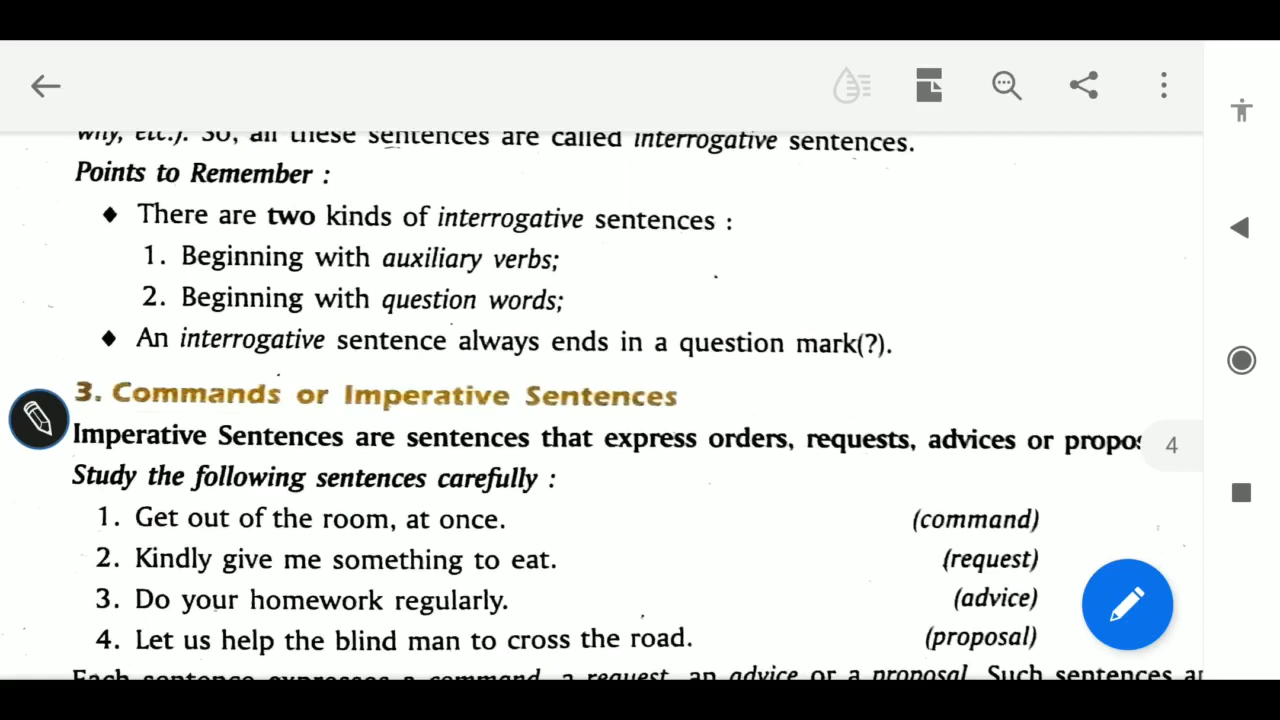 why, etc.). So, all these sentences are called interrogative sentences.
Points to Remember :
♦ There are two kinds of interrogative sentences :
1. Beginning with auxiliary verbs;
2. Beginning with question words;
♦ An interrogative sentence always ends in a question mark(?).
3. Commands or Imperative Sentences
Imperative Sentences are sentences that express orders, requests, advices or propos
4
Study the following sentences carefully :
1. Get out of the room, at once. (command)
2. Kindly give me something to eat. (request)
3. Do your homework regularly. (advice)
4. Let us help the blind man to cross the road. (proposal)
Each sentence expresses a command, a request, an advice or a proposal. Such sentences ar